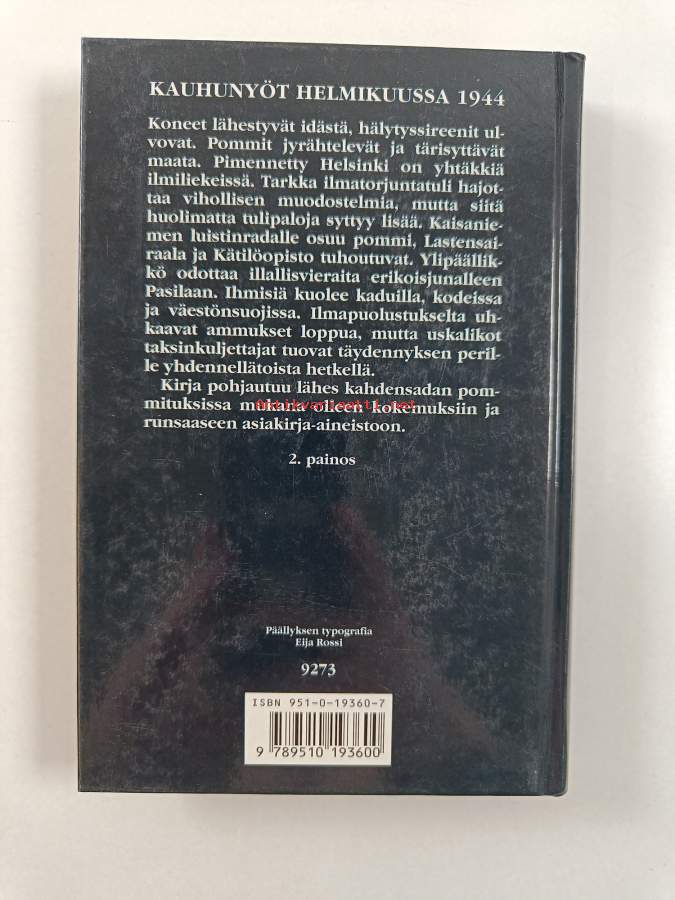 KAUHUNYÖT HELMIKUUSSA 1944
Koneet lähestyvät idästä, hälytyssireenit ul-
vovat. Pommit jyrähtelevät ja tärisyttävät
maata. Pimennetty Helsinki on yhtäkkiä
ilmiliekeissä. Tarkka ilmatorjuntatuli hajot-
taa vihollisen muodostelmia, mutta siitä
huolimatta tulipaloja syttyy lisää. Kaisanie-
men luistinradalle osuu pommi, Lastensai-
raala ja Kätilöopisto tuhoutuvat. Ylipäällik-
kö odottaa illallisvieraita erikoisjunalleen
Pasilaan. Ihmisiä kuolee kaduilla, kodeissa
ja väestönsuojissa. Ilmapuolustukselta uh-
kaavat ammukset loppua, mutta uskalikot
taksinkuljettajat tuovat täydennyksen peril-
le yhdennellätoista hetkellä.
Kirja pohjautuu lähes kahdensadan pom-
mituksissa mukana olleen kokemuksiin ja
Antikvariaatti.net
runsaaseen asiakirja-aineistoon.
2. painos
Päällyksen typografia
Eija Rossi
9273
ISBN 951-0-19360-7
9 789510 193600